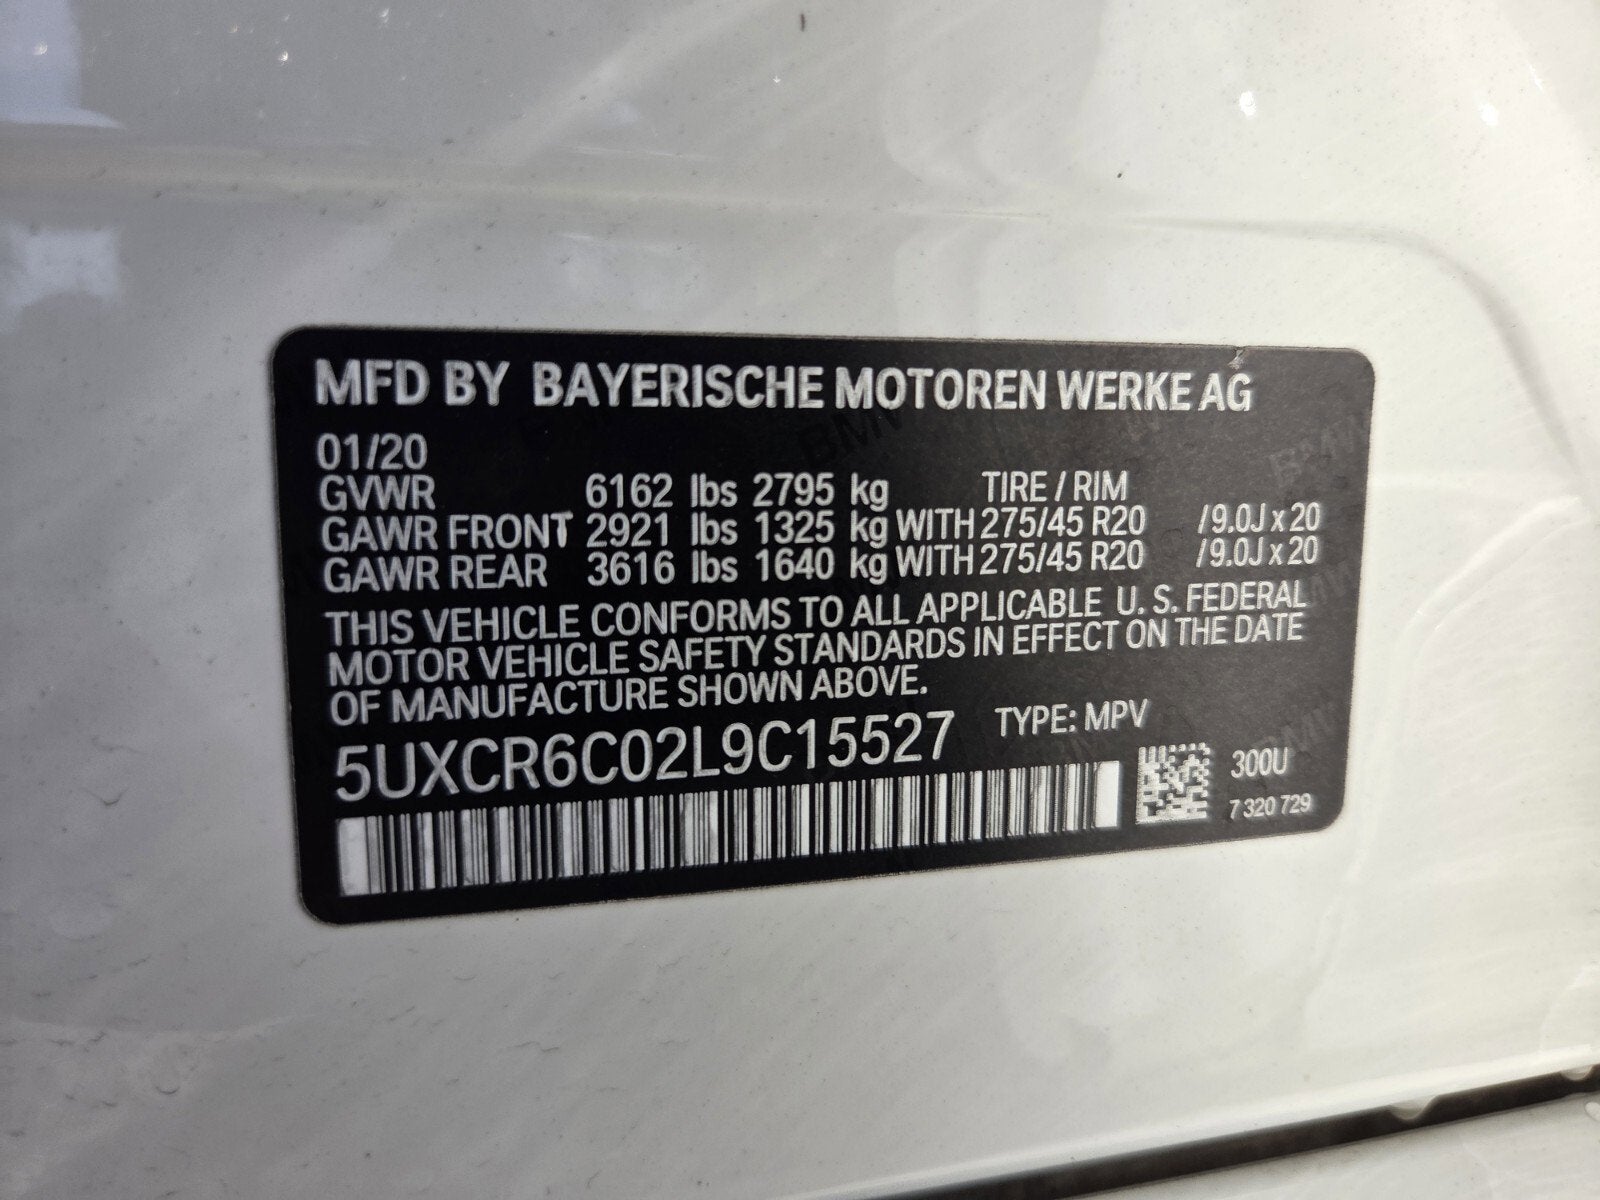 MFD BY BAYERISCHE MOTOREN WERKE AG
01/20
GVWR 6162 lbs 2795 kg TIRE / RIM
GAWR FRONT 2921 lbs 1325 kg WITH 275/45 R20 / 9.0J x 20
GAWR REAR 3616 lbs 1640 kg WITH 275/45 R20 / 9.0J x 20
THIS VEHICLE CONFORMS TO ALL APPLICABLE U. S. FEDERAL
MOTOR VEHICLE SAFETY STANDARDS IN EFFECT ON THE DATE
OF MANUFACTURE SHOWN ABOVE.
5UXCR6C02L9C15527 TYPE: MPV
300U
7 320 729